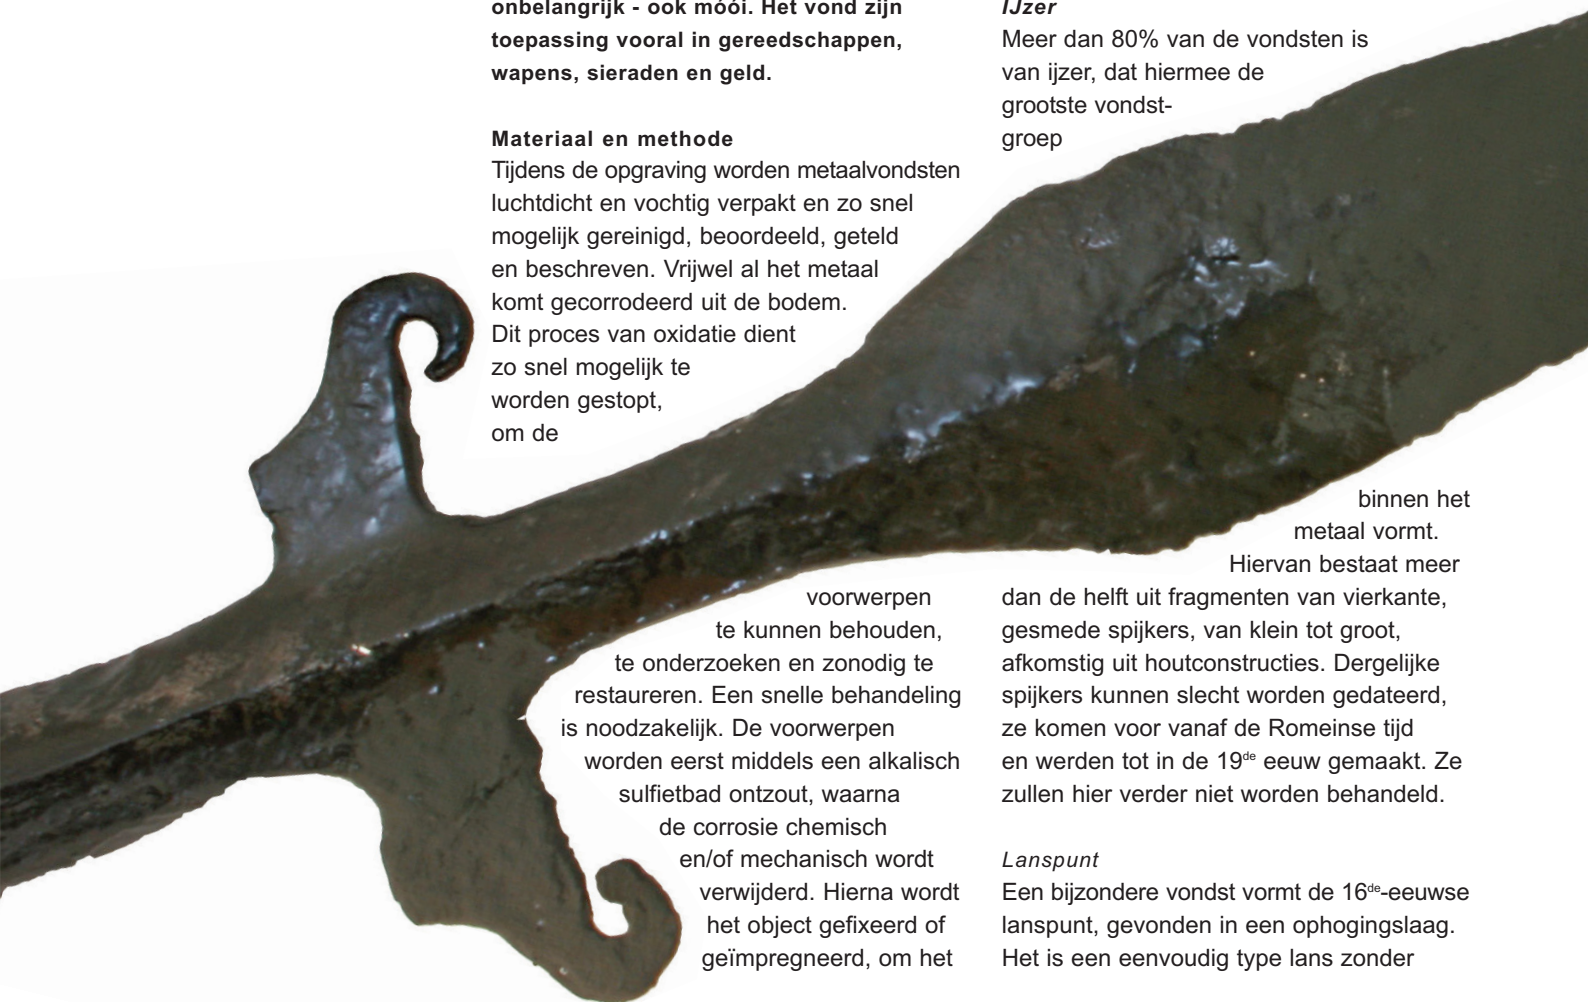 onbelangrijk - ook móói. Het vond zijn
toepassing vooral in gereedschappen,
wapens, sieraden en geld.
Materiaal en methode
Tijdens de opgraving worden metaalvondsten
luchtdicht en vochtig verpakt en zo snel
mogelijk gereinigd, beoordeeld, geteld
en beschreven. Vrijwel al het metaal
komt gecorrodeerd uit de bodem.
Dit proces van oxidatie dient
zo snel mogelijk te
worden gestopt,
om de
voorwerpen
te kunnen behouden,
te onderzoeken en zonodig te
restaureren. Een snelle behandeling
is noodzakelijk. De voorwerpen
worden eerst middels een alkalisch
sulfietbad ontzout, waarna
de corrosie chemisch
en/of mechanisch wordt
verwijderd. Hierna wordt
het object gefixeerd of
geïmpregneerd, om het
IJzer
Meer dan 80% van de vondsten is
van ijzer, dat hiermee de
grootste vondst-
groep
binnen het
metaal vormt.
Hiervan bestaat meer
dan de helft uit fragmenten van vierkante,
gesmede spijkers, van klein tot groot,
afkomstig uit houtconstructies. Dergelijke
spijkers kunnen slecht worden gedateerd,
ze komen voor vanaf de Romeinse tijd
en werden tot in de 19de eeuw gemaakt. Ze
zullen hier verder niet worden behandeld.
Lanspunt
Een bijzondere vondst vormt de 16de-eeuwse
lanspunt, gevonden in een ophogingslaag.
Het is een eenvoudig type lans zonder